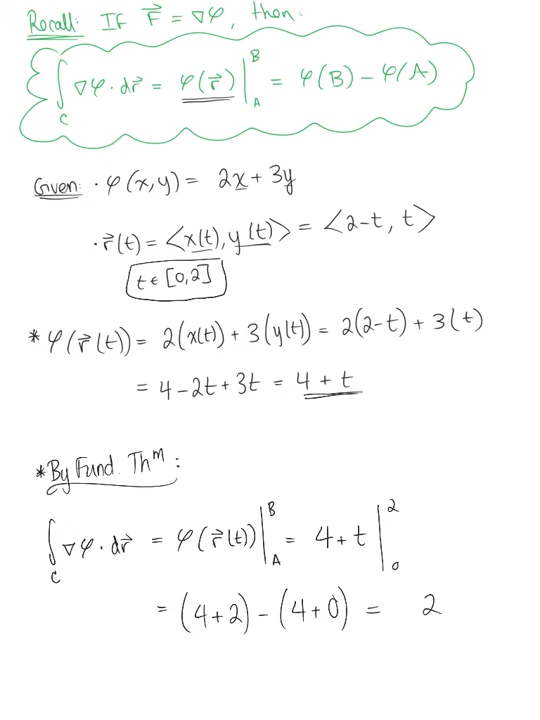 Recall: If F⃗ = ∇φ, then:
∫_C ∇φ · dr⃗ = φ(r⃗) |_A^B = φ(B) − φ(A)
Given: · φ(x,y) = 2x + 3y
· r⃗(t) = ⟨x(t), y(t)⟩ = ⟨2-t, t⟩
t ∈ [0,2]
* φ(r⃗(t)) = 2(x(t)) + 3(y(t)) = 2(2-t) + 3(t)
= 4 - 2t + 3t = 4 + t
* By Fund. Thᵐ:
∫_C ∇φ · dr⃗ = φ(r⃗(t)) |_A^B = 4 + t |_0^2
= (4+2) - (4+0) = 2